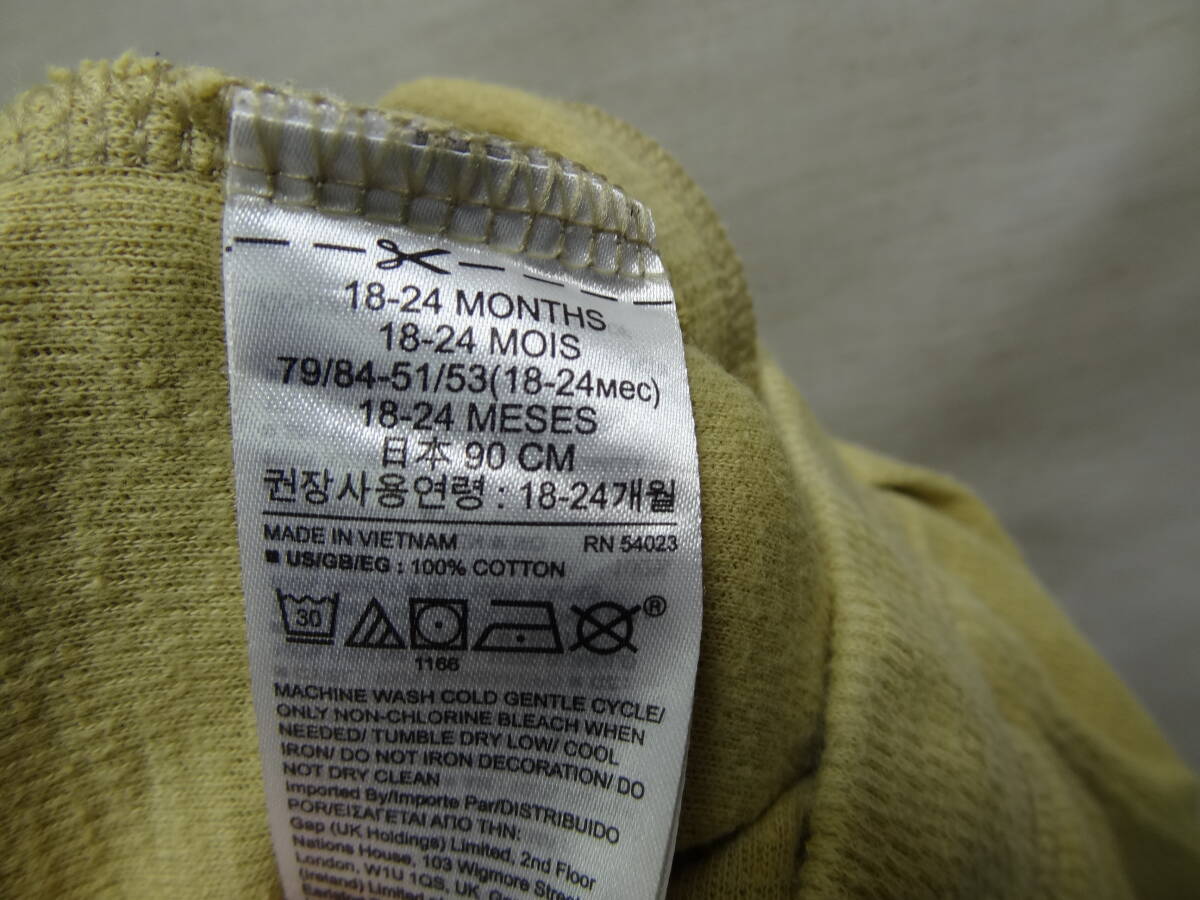 18-24 MONTHS
18-24 MOIS
79/84-51/53(18-24мес)
18-24 MESES
日本 90 CM
권장사용연령 : 18-24개월
MADE IN VIETNAM RN 54023
■ US/GB/EG : 100% COTTON
30 ®
1166
MACHINE WASH COLD GENTLE CYCLE/
ONLY NON-CHLORINE BLEACH WHEN
NEEDED/ TUMBLE DRY LOW/ COOL
IRON/ DO NOT IRON DECORATION/ DO
NOT DRY CLEAN
Imported By/Importe Par/DISTRIBUIDO
POR/ΕΙΣΑΓΕΤΑΙ ΑΠΟ ΤΗΝ:
Gap (UK Holdings) Limited, 2nd Floor
Nations House, 103 Wigmore Street
London, W1U 1QS, UK, Gap
(Ireland) Limited